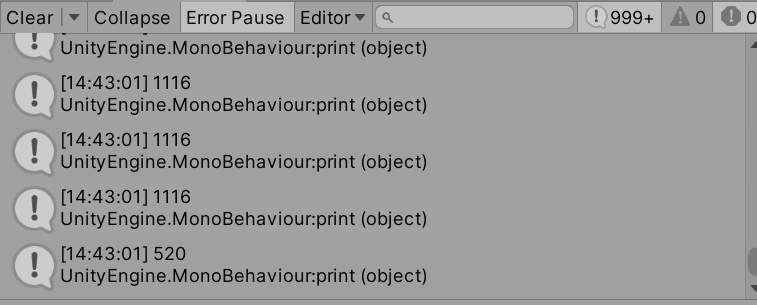 Clear Collapse Error Pause Editor 999+ 0 0
UnityEngine.MonoBehaviour:print (object)
[14:43:01] 1116
UnityEngine.MonoBehaviour:print (object)
[14:43:01] 1116
UnityEngine.MonoBehaviour:print (object)
[14:43:01] 1116
UnityEngine.MonoBehaviour:print (object)
[14:43:01] 520
UnityEngine.MonoBehaviour:print (object)